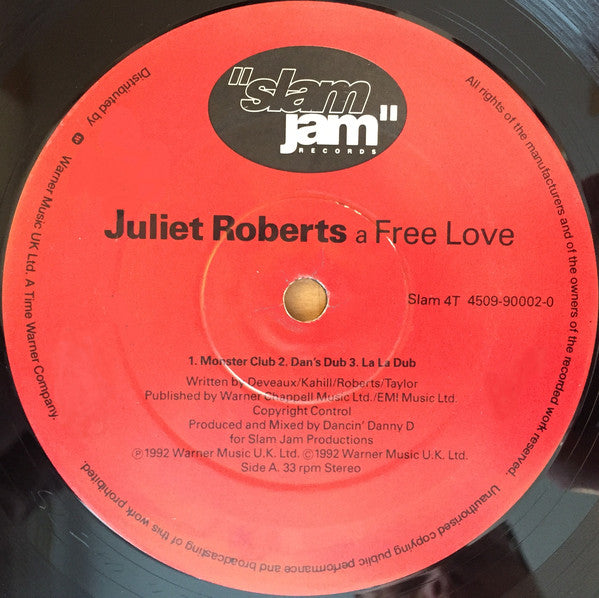 "slam
jam"
RECORDS
Juliet Roberts a Free Love
Slam 4T 4509-90002-0
1. Monster Club 2. Dan's Dub 3. La La Dub
Written by Deveaux/Kahill/Roberts/Taylor
Published by Warner Chappell Music Ltd./EM! Music Ltd.
Copyright Control
Produced and Mixed by Dancin' Danny D
for Slam Jam Productions
℗1992 Warner Music U.K. Ltd. ©1992 Warner Music U.K. Ltd.
Side A. 33 rpm Stereo
All rights of the manufacturers and of the owners of the recorded work reserved. Unauthorised copying public performance and broadcasting of this work prohibited.
Distributed by Warner Music UK Ltd. A Time Warner Company.